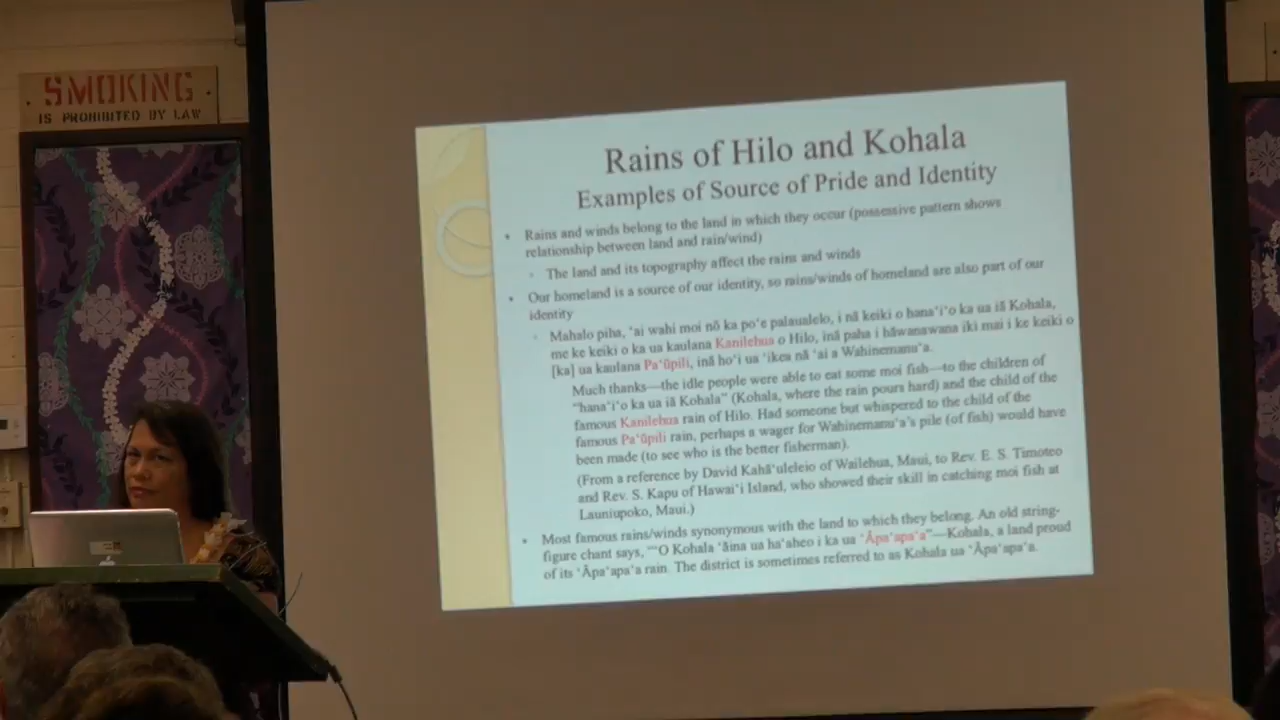 SMOKING
IS PROHIBITED BY LAW
Rains of Hilo and Kohala
Examples of Source of Pride and Identity
Rains and winds belong to the land in which they occur (possessive pattern shows
relationship between land and rain/wind)
The land and its topography affect the rains and winds
Our homeland is a source of our identity, so rains/winds of homeland are also part of our
identity
Mahalo piha, ʻai wahi moi nō ka poʻe palaualelo, i nā keiki o hanaʻiʻo ka ua iā Kohala,
me ke keiki o ka ua kaulana Kanilehua o Hilo, inā paha i hāwanawana iki mai i ke keiki o
[ka] ua kaulana Paʻūpili, inā hoʻi ua ʻikea nā ʻai a Wahinemanuʻa.
Much thanks—the idle people were able to eat some moi fish—to the children of
"hanaʻiʻo ka ua iā Kohala" (Kohala, where the rain pours hard) and the child of the
famous Kanilehua rain of Hilo. Had someone but whispered to the child of the
famous Paʻūpili rain, perhaps a wager for Wahinemanuʻa's pile (of fish) would have
been made (to see who is the better fisherman).
(From a reference by David Kahāʻuleleio of Wailehua, Maui, to Rev. E. S. Timoteo
and Rev. S. Kapu of Hawaiʻi Island, who showed their skill in catching moi fish at
Launiupoko, Maui.)
Most famous rains/winds synonymous with the land to which they belong. An old string-
figure chant says, "ʻO Kohala ʻāina ua haʻaheo i ka ua ʻĀpaʻapaʻa"—Kohala, a land proud
of its ʻĀpaʻapaʻa rain. The district is sometimes referred to as Kohala ua ʻĀpaʻapaʻa.